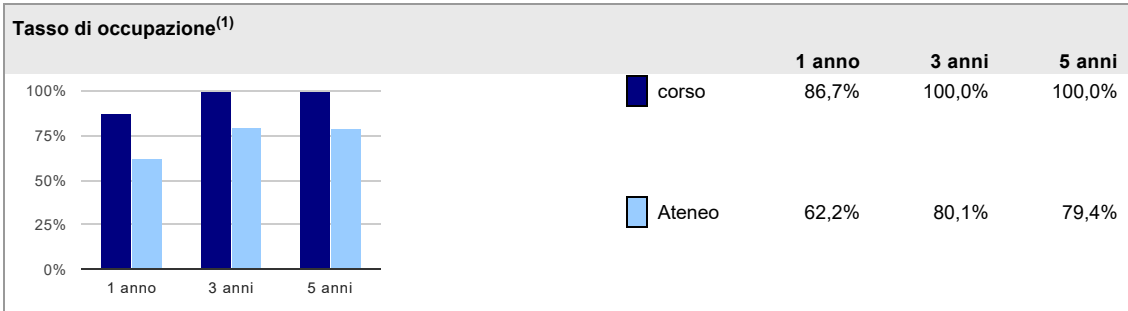 Tasso di occupazione(1)
1 anno 3 anni 5 anni
corso 86,7% 100,0% 100,0%
Ateneo 62,2% 80,1% 79,4%
100%
75%
50%
25%
0%
1 anno 3 anni 5 anni